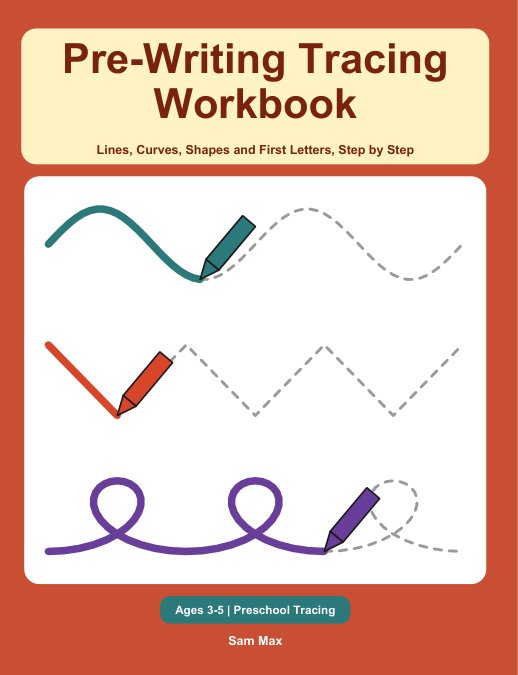 Pre-Writing Tracing
Workbook
Lines, Curves, Shapes and First Letters, Step by Step
Ages 3-5 | Preschool Tracing
Sam Max